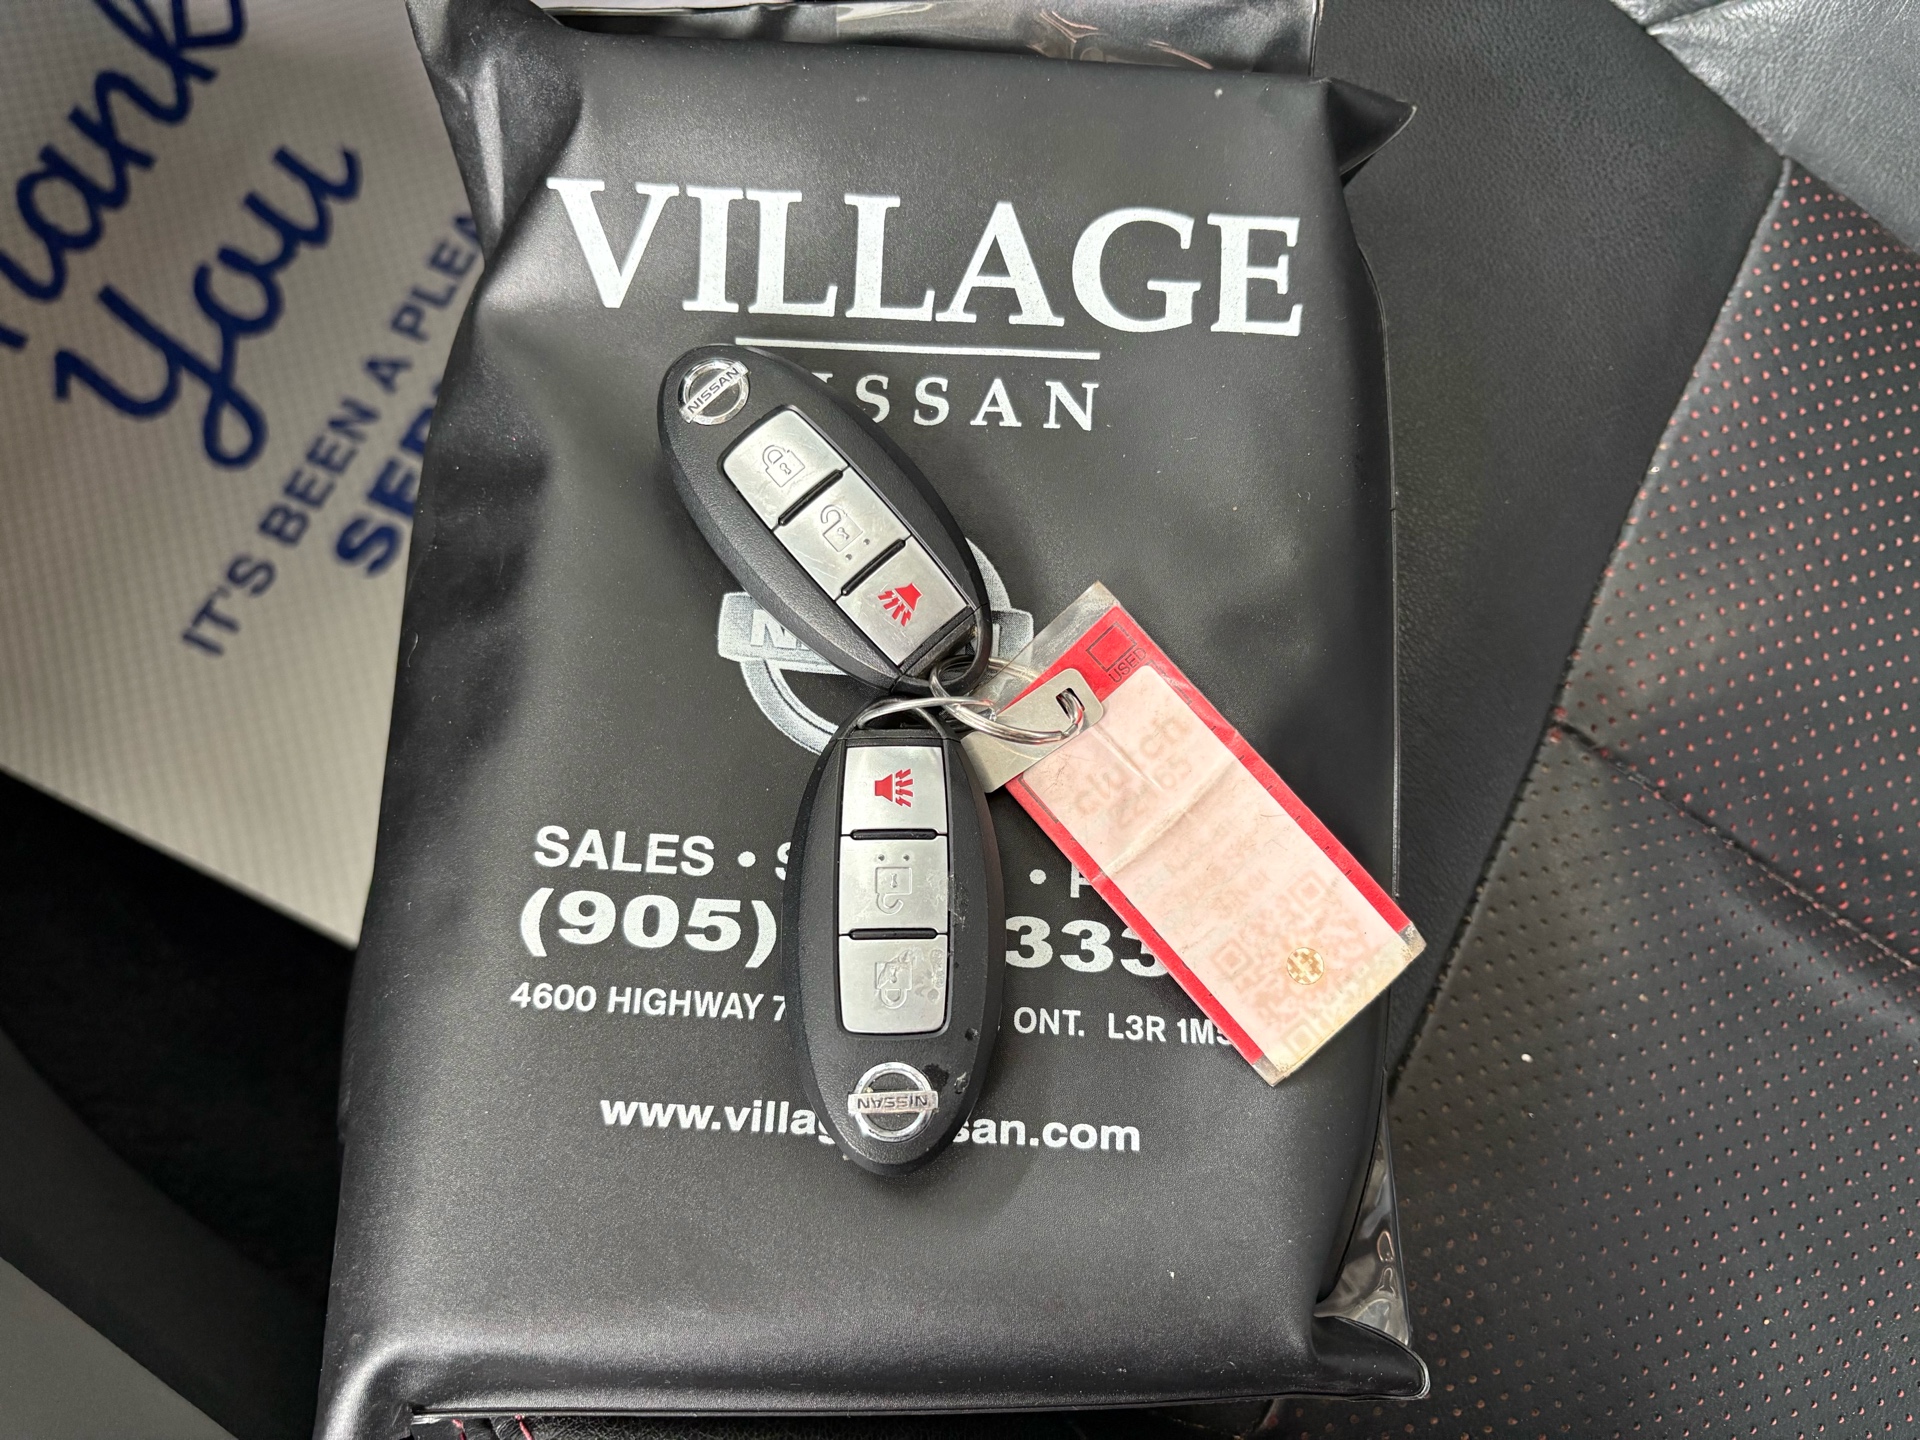 Thank
You
IT'S BEEN A PLEA
SER
VILLAGE
ISSAN
NISSAN
USED
clutch
SALES • S • P
(905) 333
4600 HIGHWAY 7 ONT. L3R 1M5
www.villag san.com
NISSAN